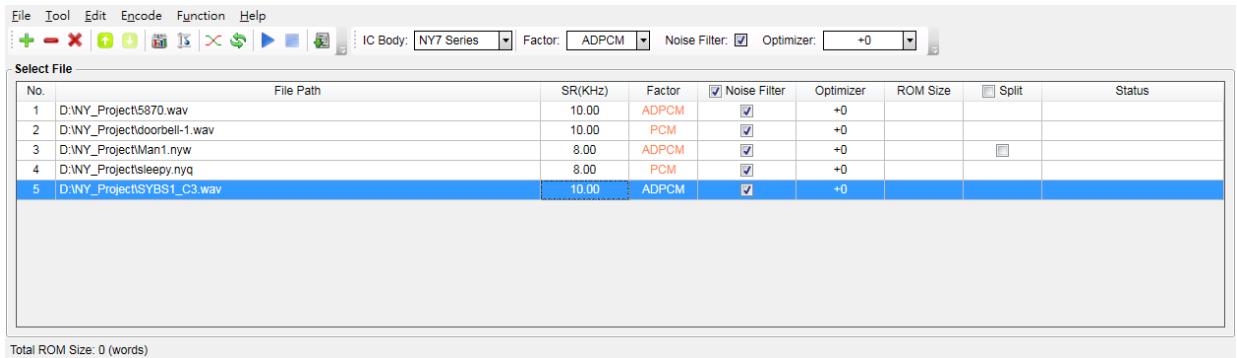 File Tool Edit Encode Function Help
IC Body: NY7 Series Factor: ADPCM Noise Filter: Optimizer: +0
Select File
No. File Path SR(KHz) Factor Noise Filter Optimizer ROM Size Split Status
1 D:\NY_Project\5870.wav 10.00 ADPCM +0
2 D:\NY_Project\doorbell-1.wav 10.00 PCM +0
3 D:\NY_Project\Man1.nyw 8.00 ADPCM +0
4 D:\NY_Project\sleepy.nyq 8.00 PCM +0
5 D:\NY_Project\SYBS1_C3.wav 10.00 ADPCM +0
Total ROM Size: 0 (words)